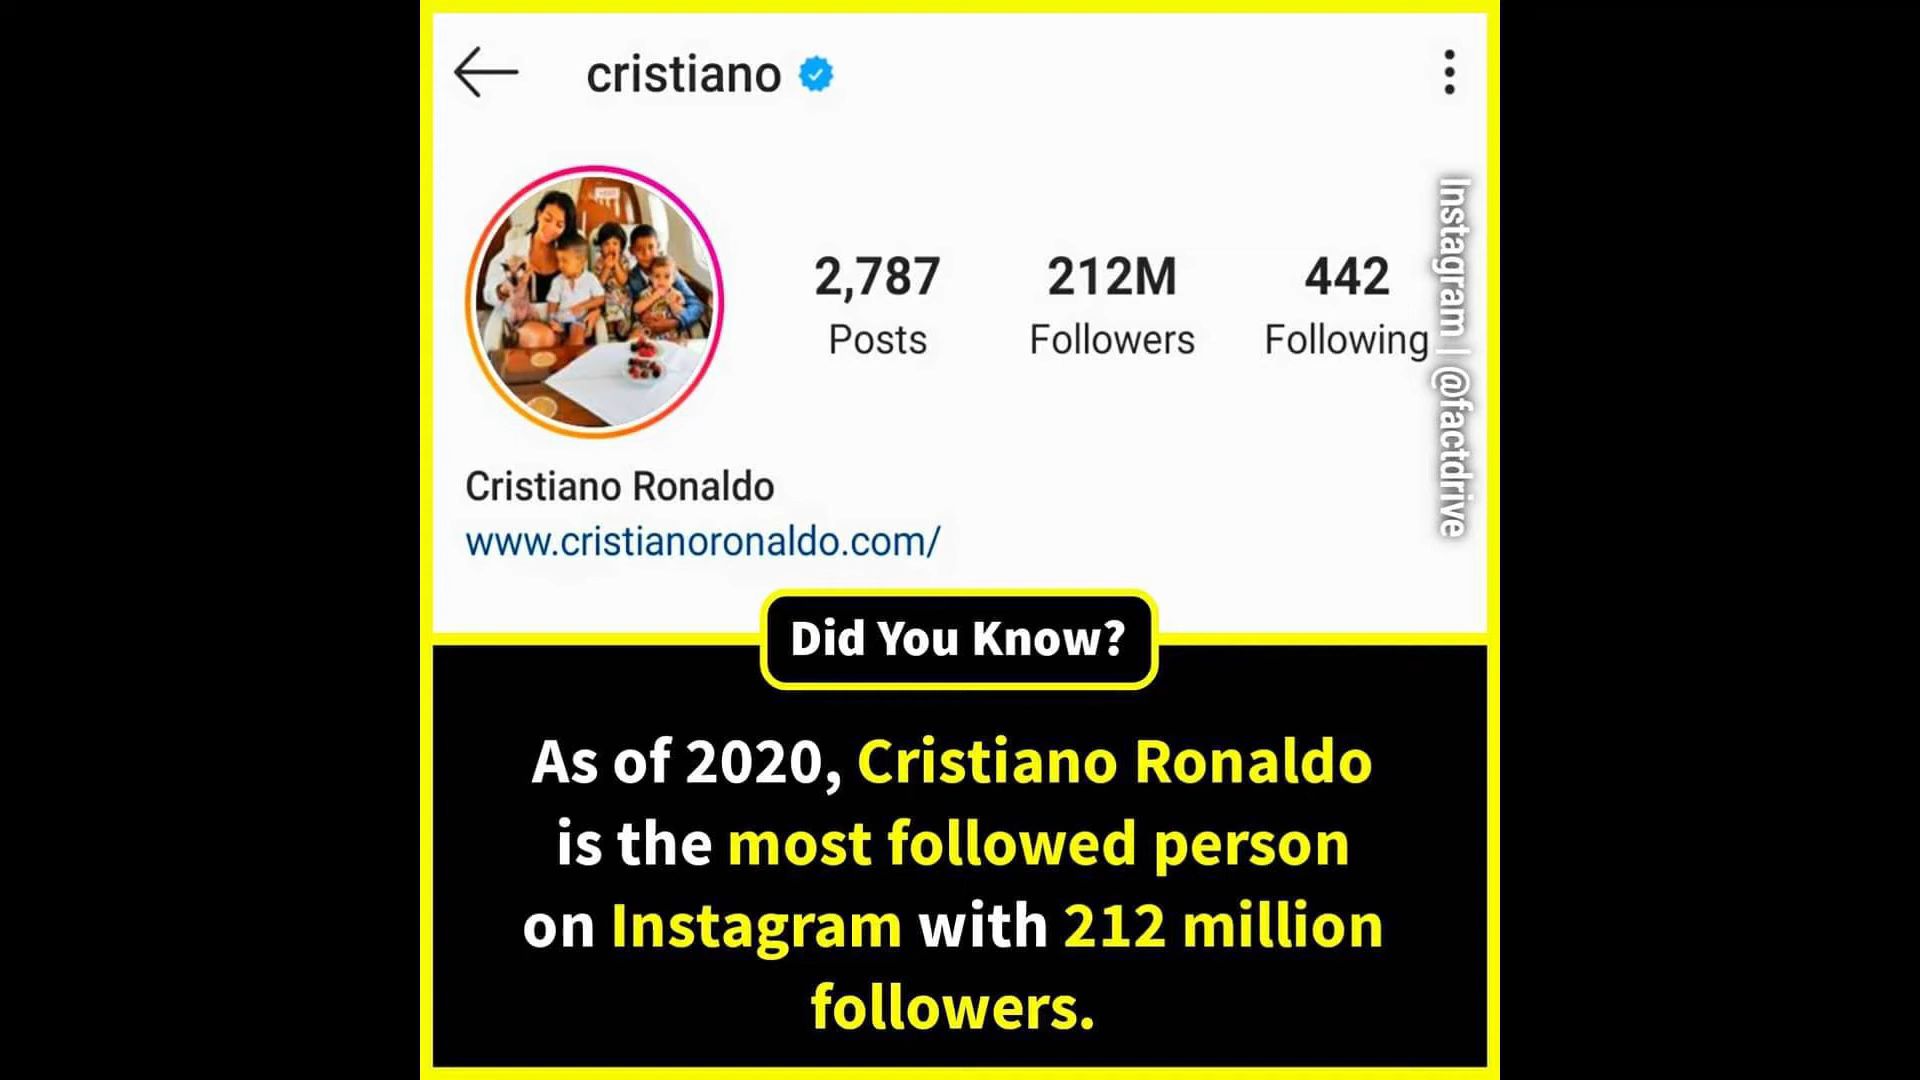 cristiano
2,787 212M 442
Posts Followers Following
Instagram | @factdrive
Cristiano Ronaldo
www.cristianoronaldo.com/
Did You Know?
As of 2020, Cristiano Ronaldo
is the most followed person
on Instagram with 212 million
followers.